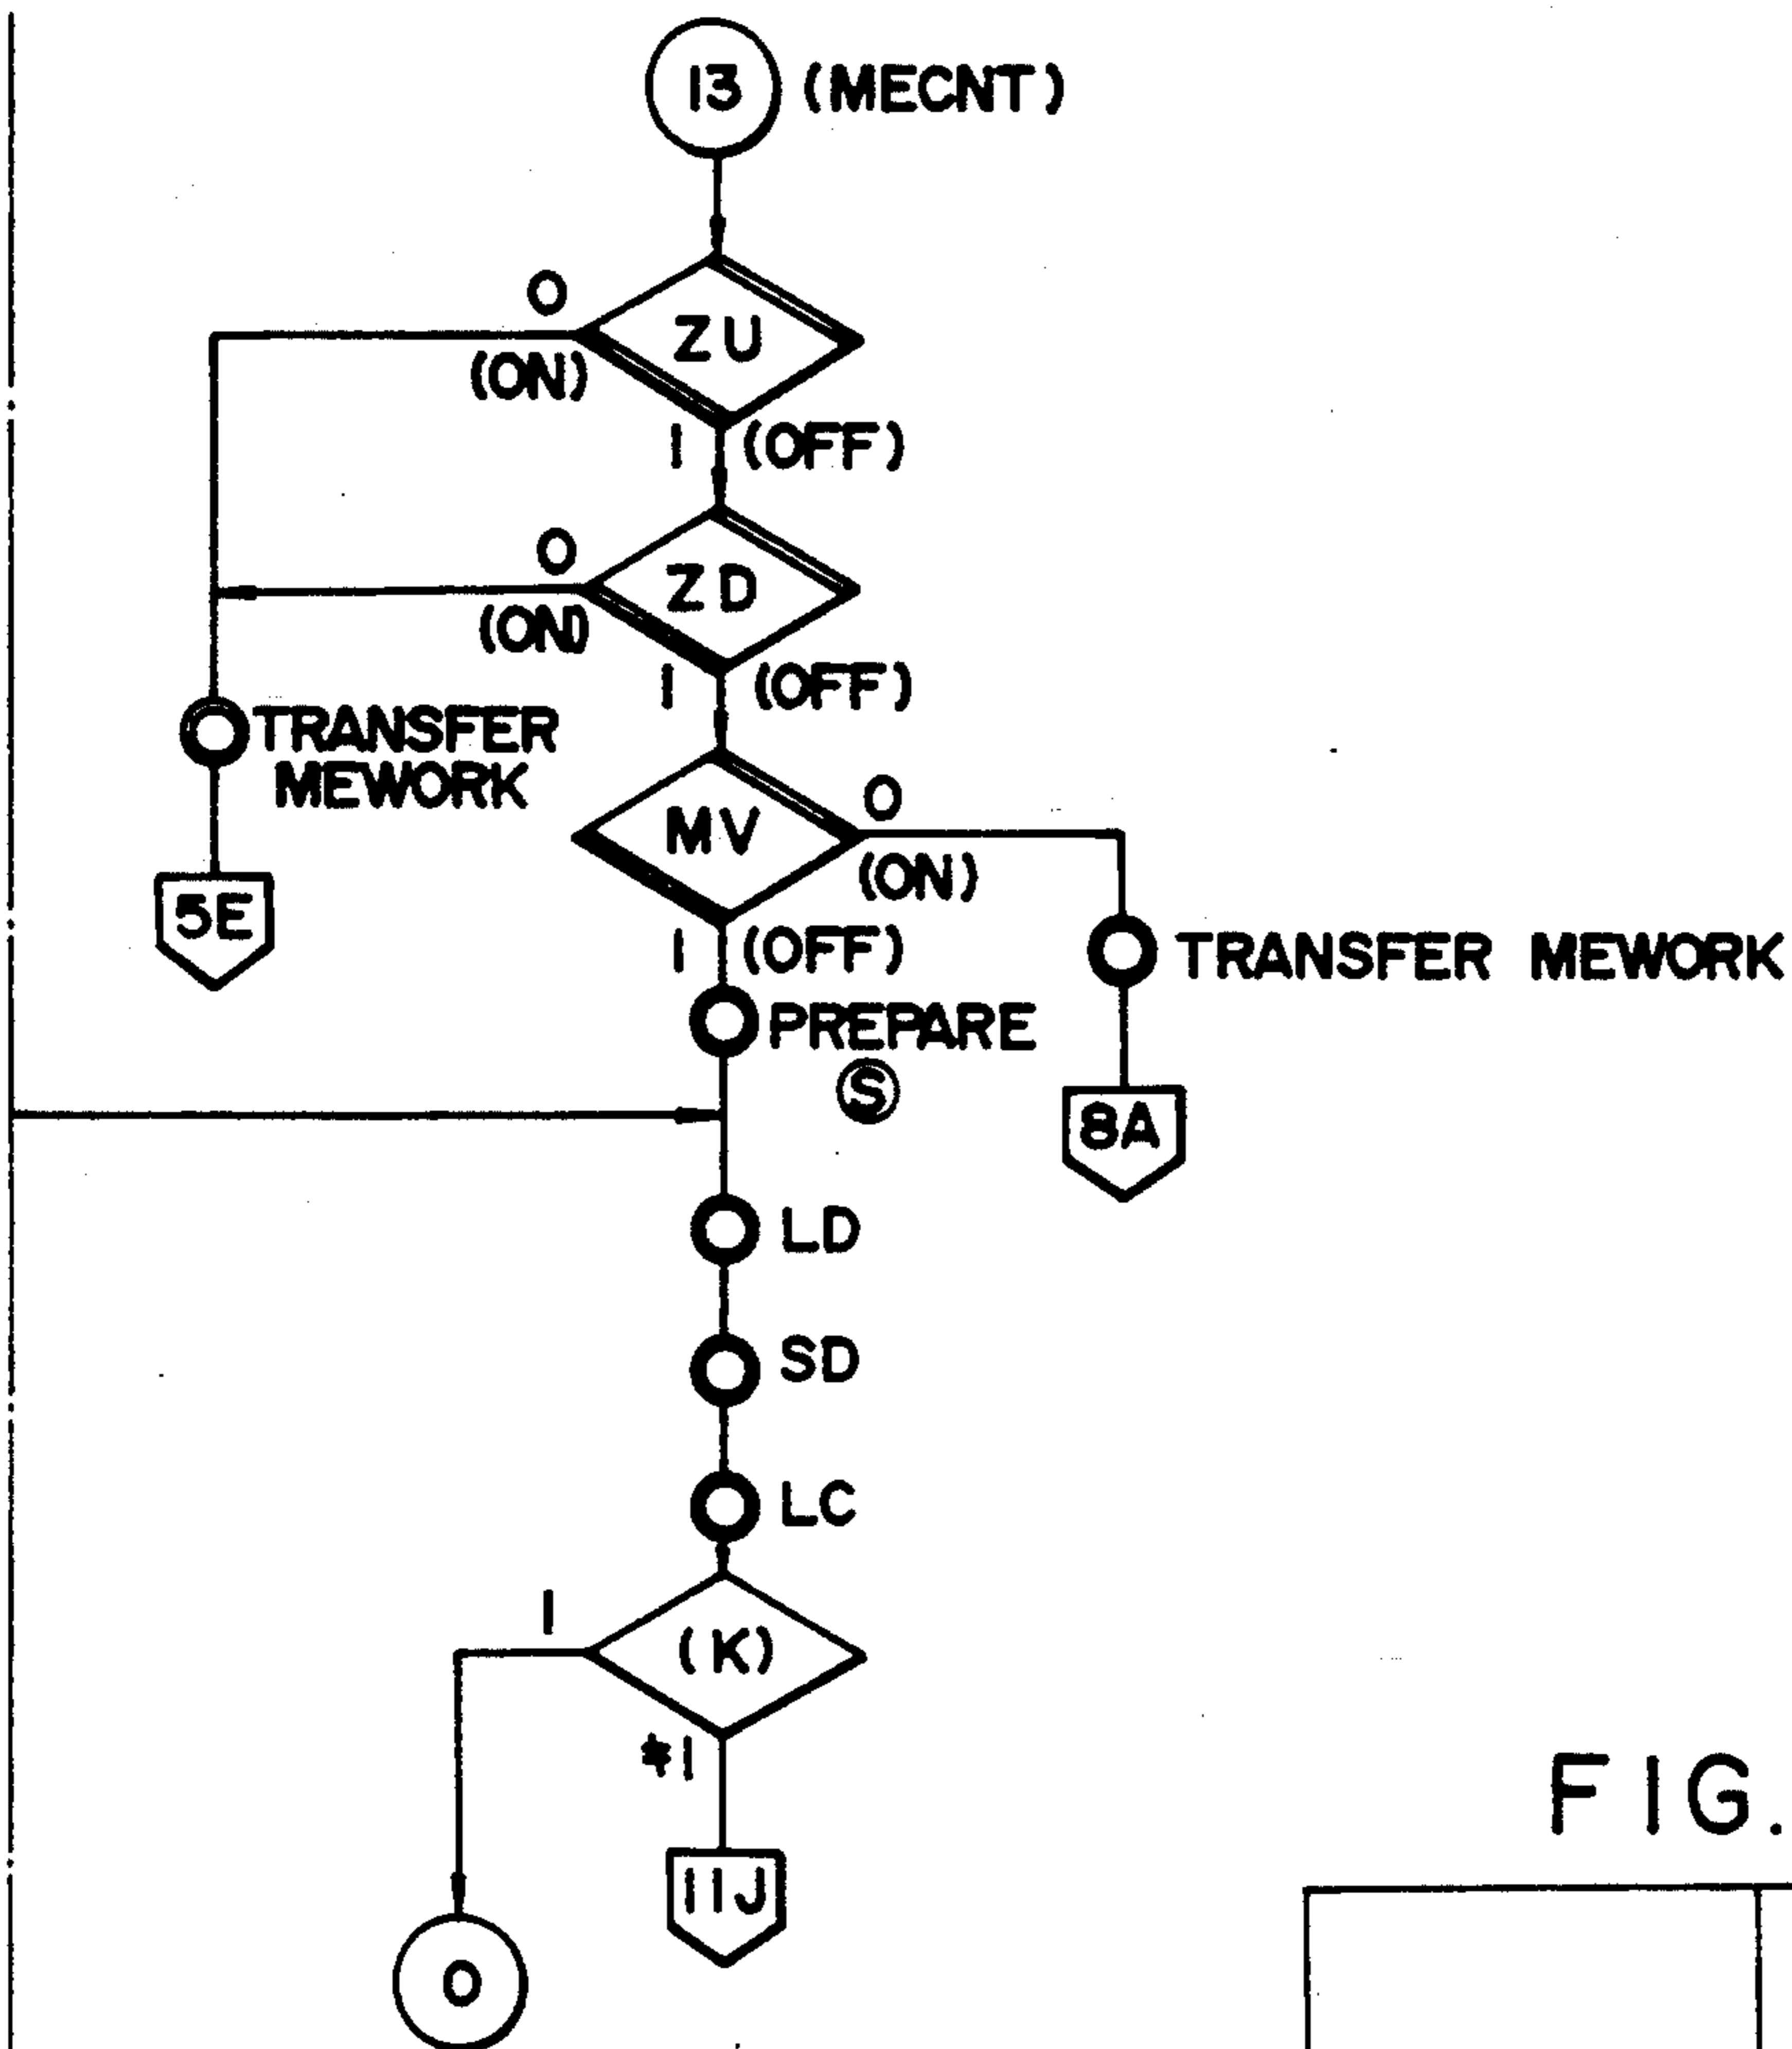 13 (MECNT)
0
ZU
(ON)
1 (OFF)
0
ZD
(ON)
1 (OFF)
TRANSFER
MEWORK
0
MV
(ON)
5E
1 (OFF)
TRANSFER MEWORK
PREPARE
S
8A
LD
SD
LC
1
(K)
*1
FIG.
11J
0